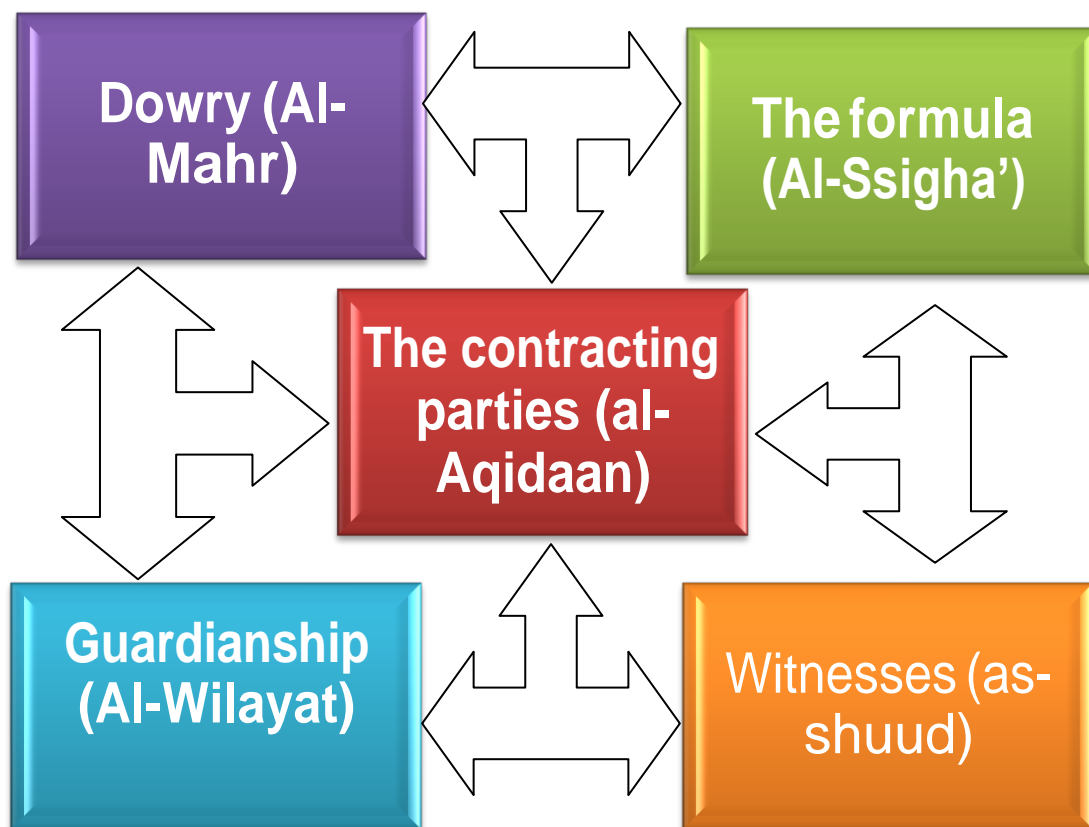 Dowry (Al-
Mahr)
The formula
(Al-Ssigha’)
The contracting
parties (al-
Aqidaan)
Guardianship
(Al-Wilayat)
Witnesses (as-
shuud)